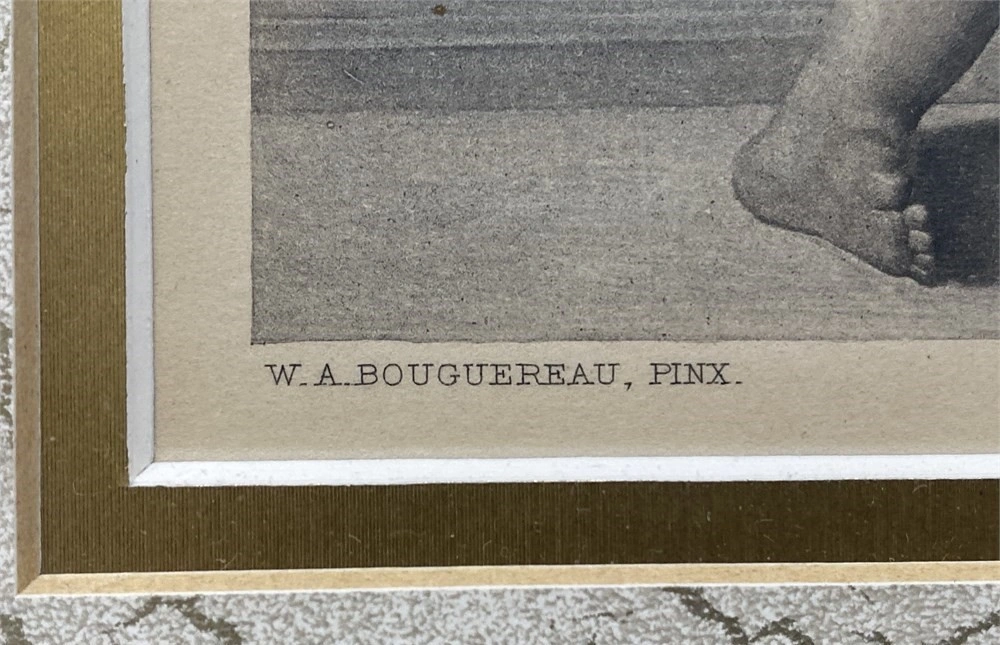 W. A. BOUGUEREAU, PINX.